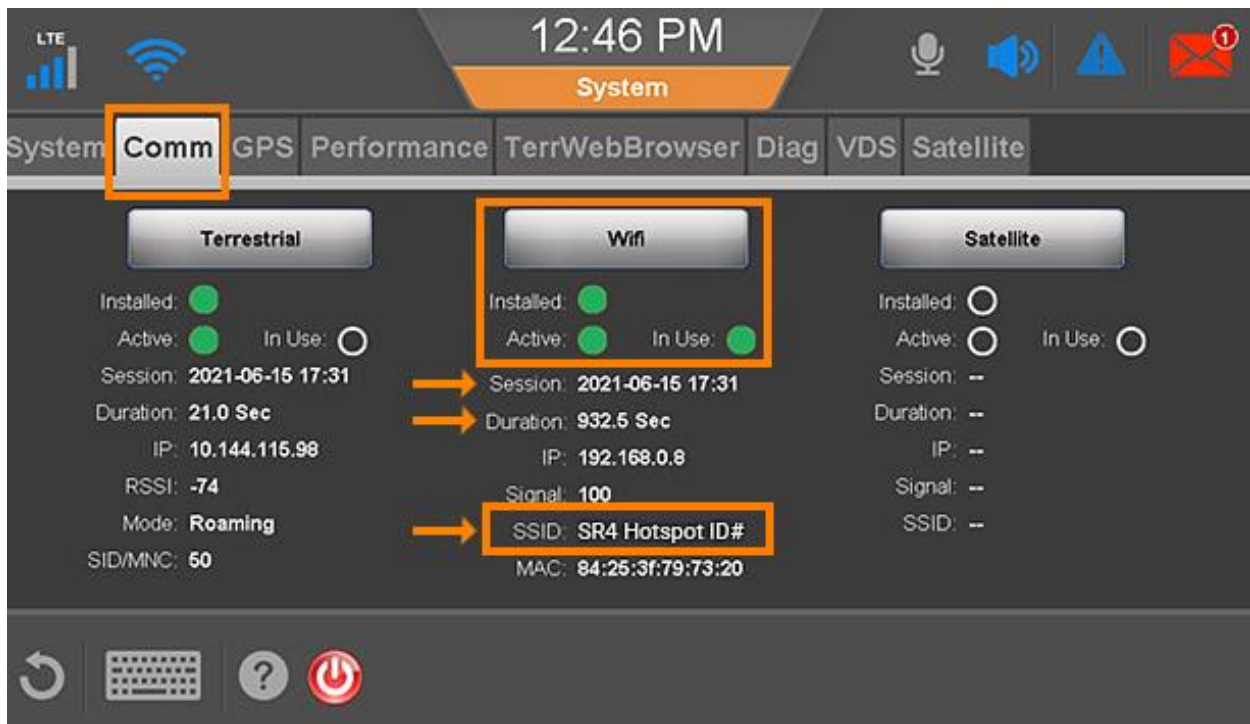 LTE
12:46 PM
1
System
System Comm GPS Performance TerrWebBrowser Diag VDS Satellite
Terrestrial Wifi Satellite
Installed: Installed: Installed:
Active: In Use: Active: In Use: Active: In Use:
Session: 2021-06-15 17:31 Session: 2021-06-15 17:31 Session: --
Duration: 21.0 Sec Duration: 932.5 Sec Duration: --
IP: 10.144.115.98 IP: 192.168.0.8 IP: --
RSSI: -74 Signal: 100 Signal: --
Mode: Roaming SSID: SR4 Hotspot ID# SSID: --
SID/MNC: 50 MAC: 84:25:3f:79:73:20
?